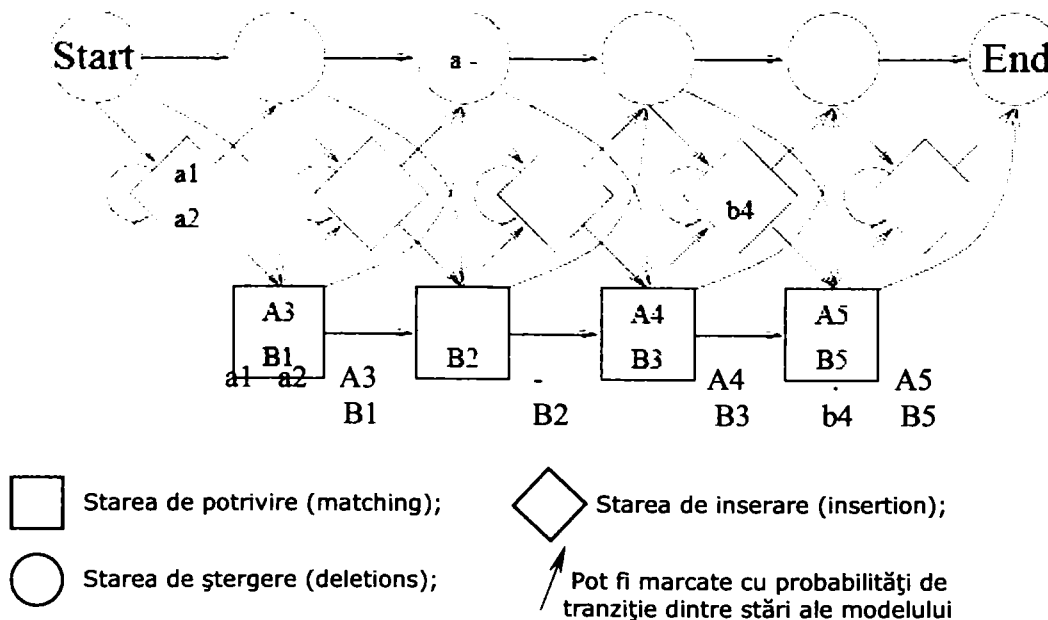 Start
a -
End
a1
a2
b4
A3
B1
B2
A4
B3
A5
B5
a1 a2 A3 - A4 . A5
B1 B2 B3 b4 B5
Starea de potrivire (matching);
Starea de inserare (insertion);
Starea de ştergere (deletions);
Pot fi marcate cu probabilităţi de
tranziţie dintre stări ale modelului